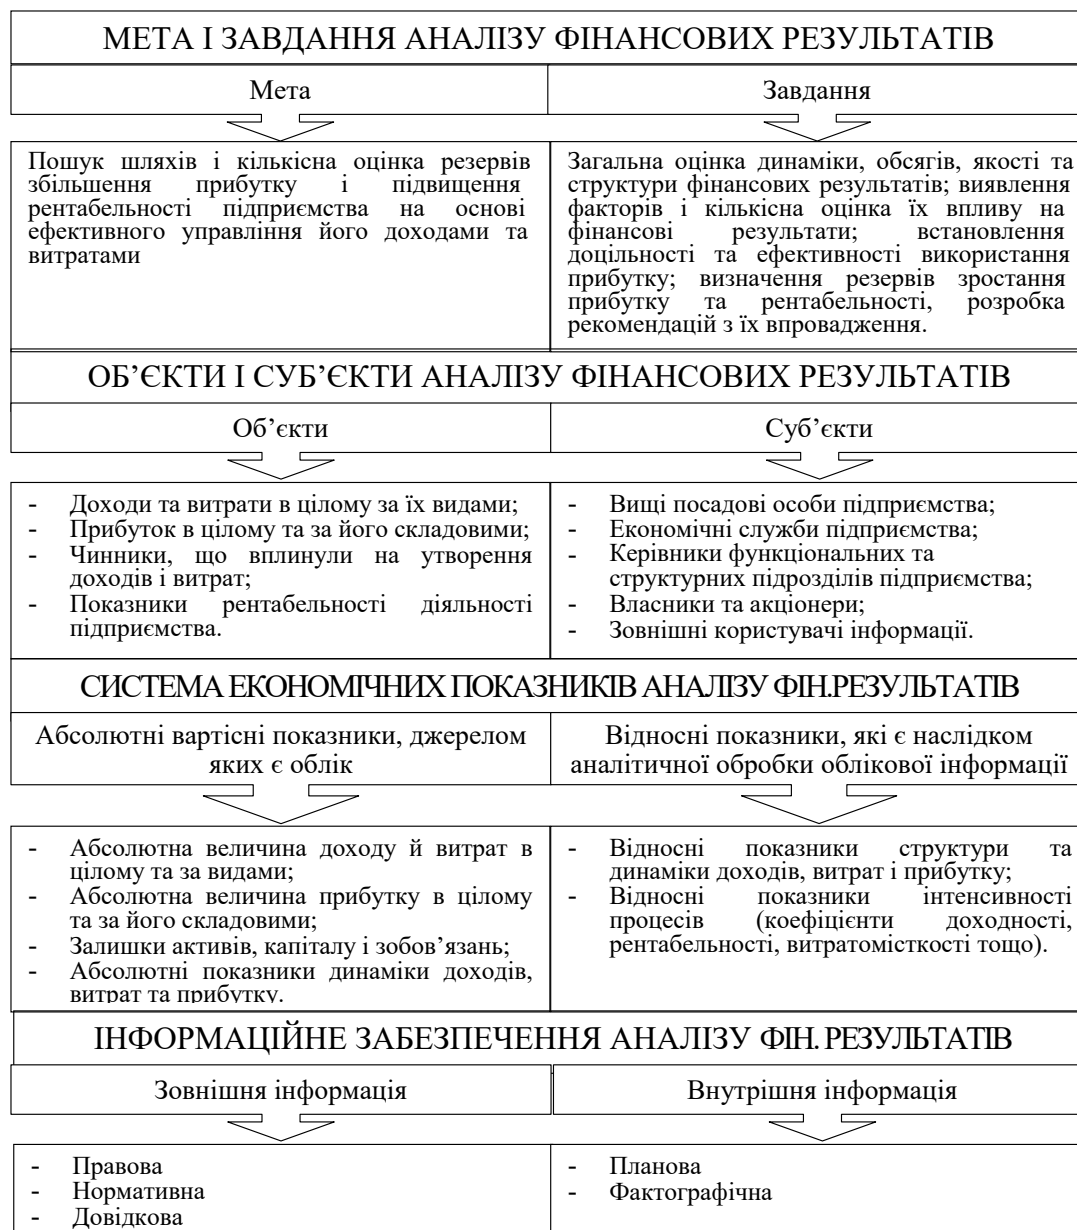 МЕТА І ЗАВДАННЯ АНАЛІЗУ ФІНАНСОВИХ РЕЗУЛЬТАТІВ
Мета
Завдання
Пошук шляхів і кількісна оцінка резервів
збільшення прибутку і підвищення
рентабельності підприємства на основі
ефективного управління його доходами та
витратами
Загальна оцінка динаміки, обсягів, якості та
структури фінансових результатів; виявлення
факторів і кількісна оцінка їх впливу на
фінансові результати; встановлення
доцільності та ефективності використання
прибутку; визначення резервів зростання
прибутку та рентабельності, розробка
рекомендацій з їх впровадження.
ОБ’ЄКТИ І СУБ’ЄКТИ АНАЛІЗУ ФІНАНСОВИХ РЕЗУЛЬТАТІВ
Об’єкти
Суб’єкти
- Доходи та витрати в цілому за їх видами;
- Прибуток в цілому та за його складовими;
- Чинники, що вплинули на утворення
доходів і витрат;
- Показники рентабельності діяльності
підприємства.
- Вищі посадові особи підприємства;
- Економічні служби підприємства;
- Керівники функціональних та
структурних підрозділів підприємства;
- Власники та акціонери;
- Зовнішні користувачі інформації.
СИСТЕМА ЕКОНОМІЧНИХ ПОКАЗНИКІВ АНАЛІЗУ ФІН.РЕЗУЛЬТАТІВ
Абсолютні вартісні показники, джерелом
яких є облік
Відносні показники, які є наслідком
аналітичної обробки облікової інформації
- Абсолютна величина доходу й витрат в
цілому та за видами;
- Абсолютна величина прибутку в цілому
та за його складовими;
- Залишки активів, капіталу і зобов’язань;
- Абсолютні показники динаміки доходів,
витрат та прибутку.
- Відносні показники структури та
динаміки доходів, витрат і прибутку;
- Відносні показники інтенсивності
процесів (коефіцієнти доходності,
рентабельності, витратомісткості тощо).
ІНФОРМАЦІЙНЕ ЗАБЕЗПЕЧЕННЯ АНАЛІЗУ ФІН. РЕЗУЛЬТАТІВ
Зовнішня інформація
Внутрішня інформація
- Правова
- Нормативна
- Довідкова
- Планова
- Фактографічна